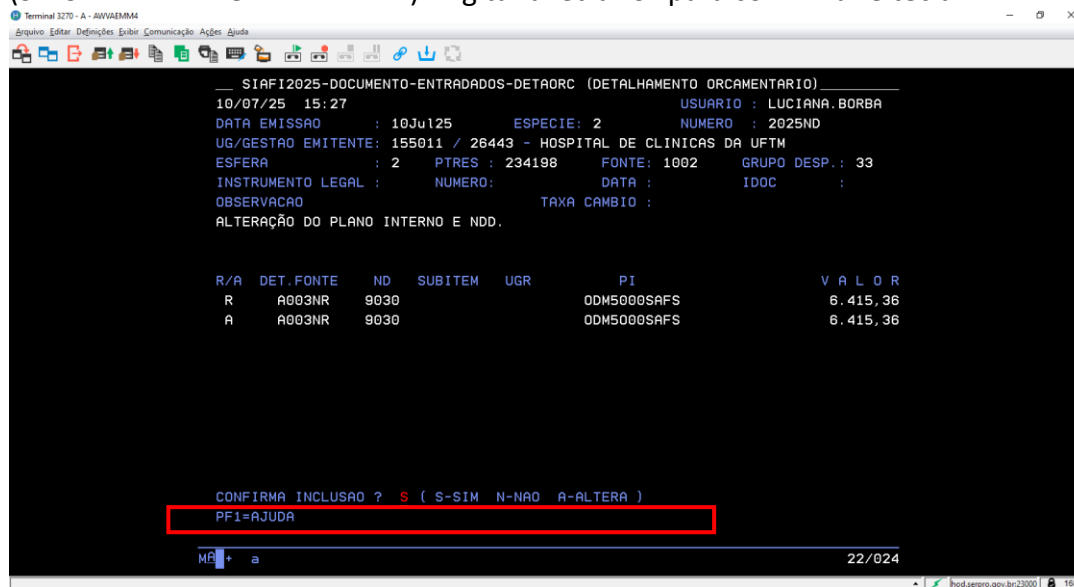 Terminal 3270 - A - AWVAEMM4
Arquivo Editar Definições Exibir Comunicação Ações Ajuda
__ SIAFI2025-DOCUMENTO-ENTRADADOS-DETAORC (DETALHAMENTO ORCAMENTARIO)________
10/07/25 15:27 USUARIO : LUCIANA.BORBA
DATA EMISSAO : 10Jul25 ESPECIE: 2 NUMERO : 2025ND
UG/GESTAO EMITENTE: 155011 / 26443 - HOSPITAL DE CLINICAS DA UFTM
ESFERA : 2 PTRES : 234198 FONTE: 1002 GRUPO DESP.: 33
INSTRUMENTO LEGAL : NUMERO: DATA : IDOC :
OBSERVACAO TAXA CAMBIO :
ALTERAÇÃO DO PLANO INTERNO E NDD.
R/A DET.FONTE ND SUBITEM UGR PI V A L O R
R A003NR 9030 ODM5000SAFS 6.415,36
A A003NR 9030 ODM5000SAFS 6.415,36
CONFIRMA INCLUSAO ? S ( S-SIM N-NAO A-ALTERA )
PF1=AJUDA
MA + a 22/024
hod.serpro.gov.br:23000